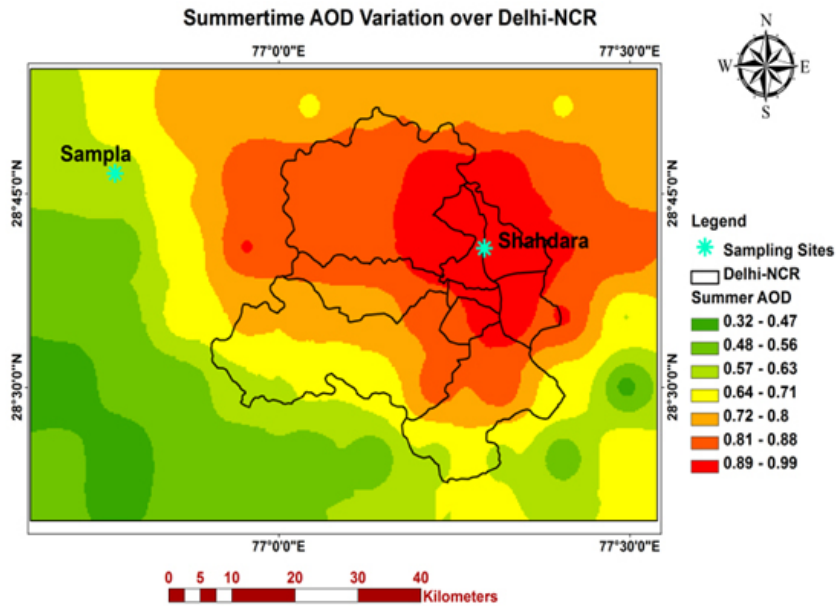 Summertime AOD Variation over Delhi-NCR
N
W E
S
77°0'0"E 77°30'0"E
Sampla
28°45'0"N 28°45'0"N
Shahdara
28°30'0"N 28°30'0"N
77°0'0"E 77°30'0"E
Legend
Sampling Sites
Delhi-NCR
Summer AOD
0.32 - 0.47
0.48 - 0.56
0.57 - 0.63
0.64 - 0.71
0.72 - 0.8
0.81 - 0.88
0.89 - 0.99
0 5 10 20 30 40
Kilometers